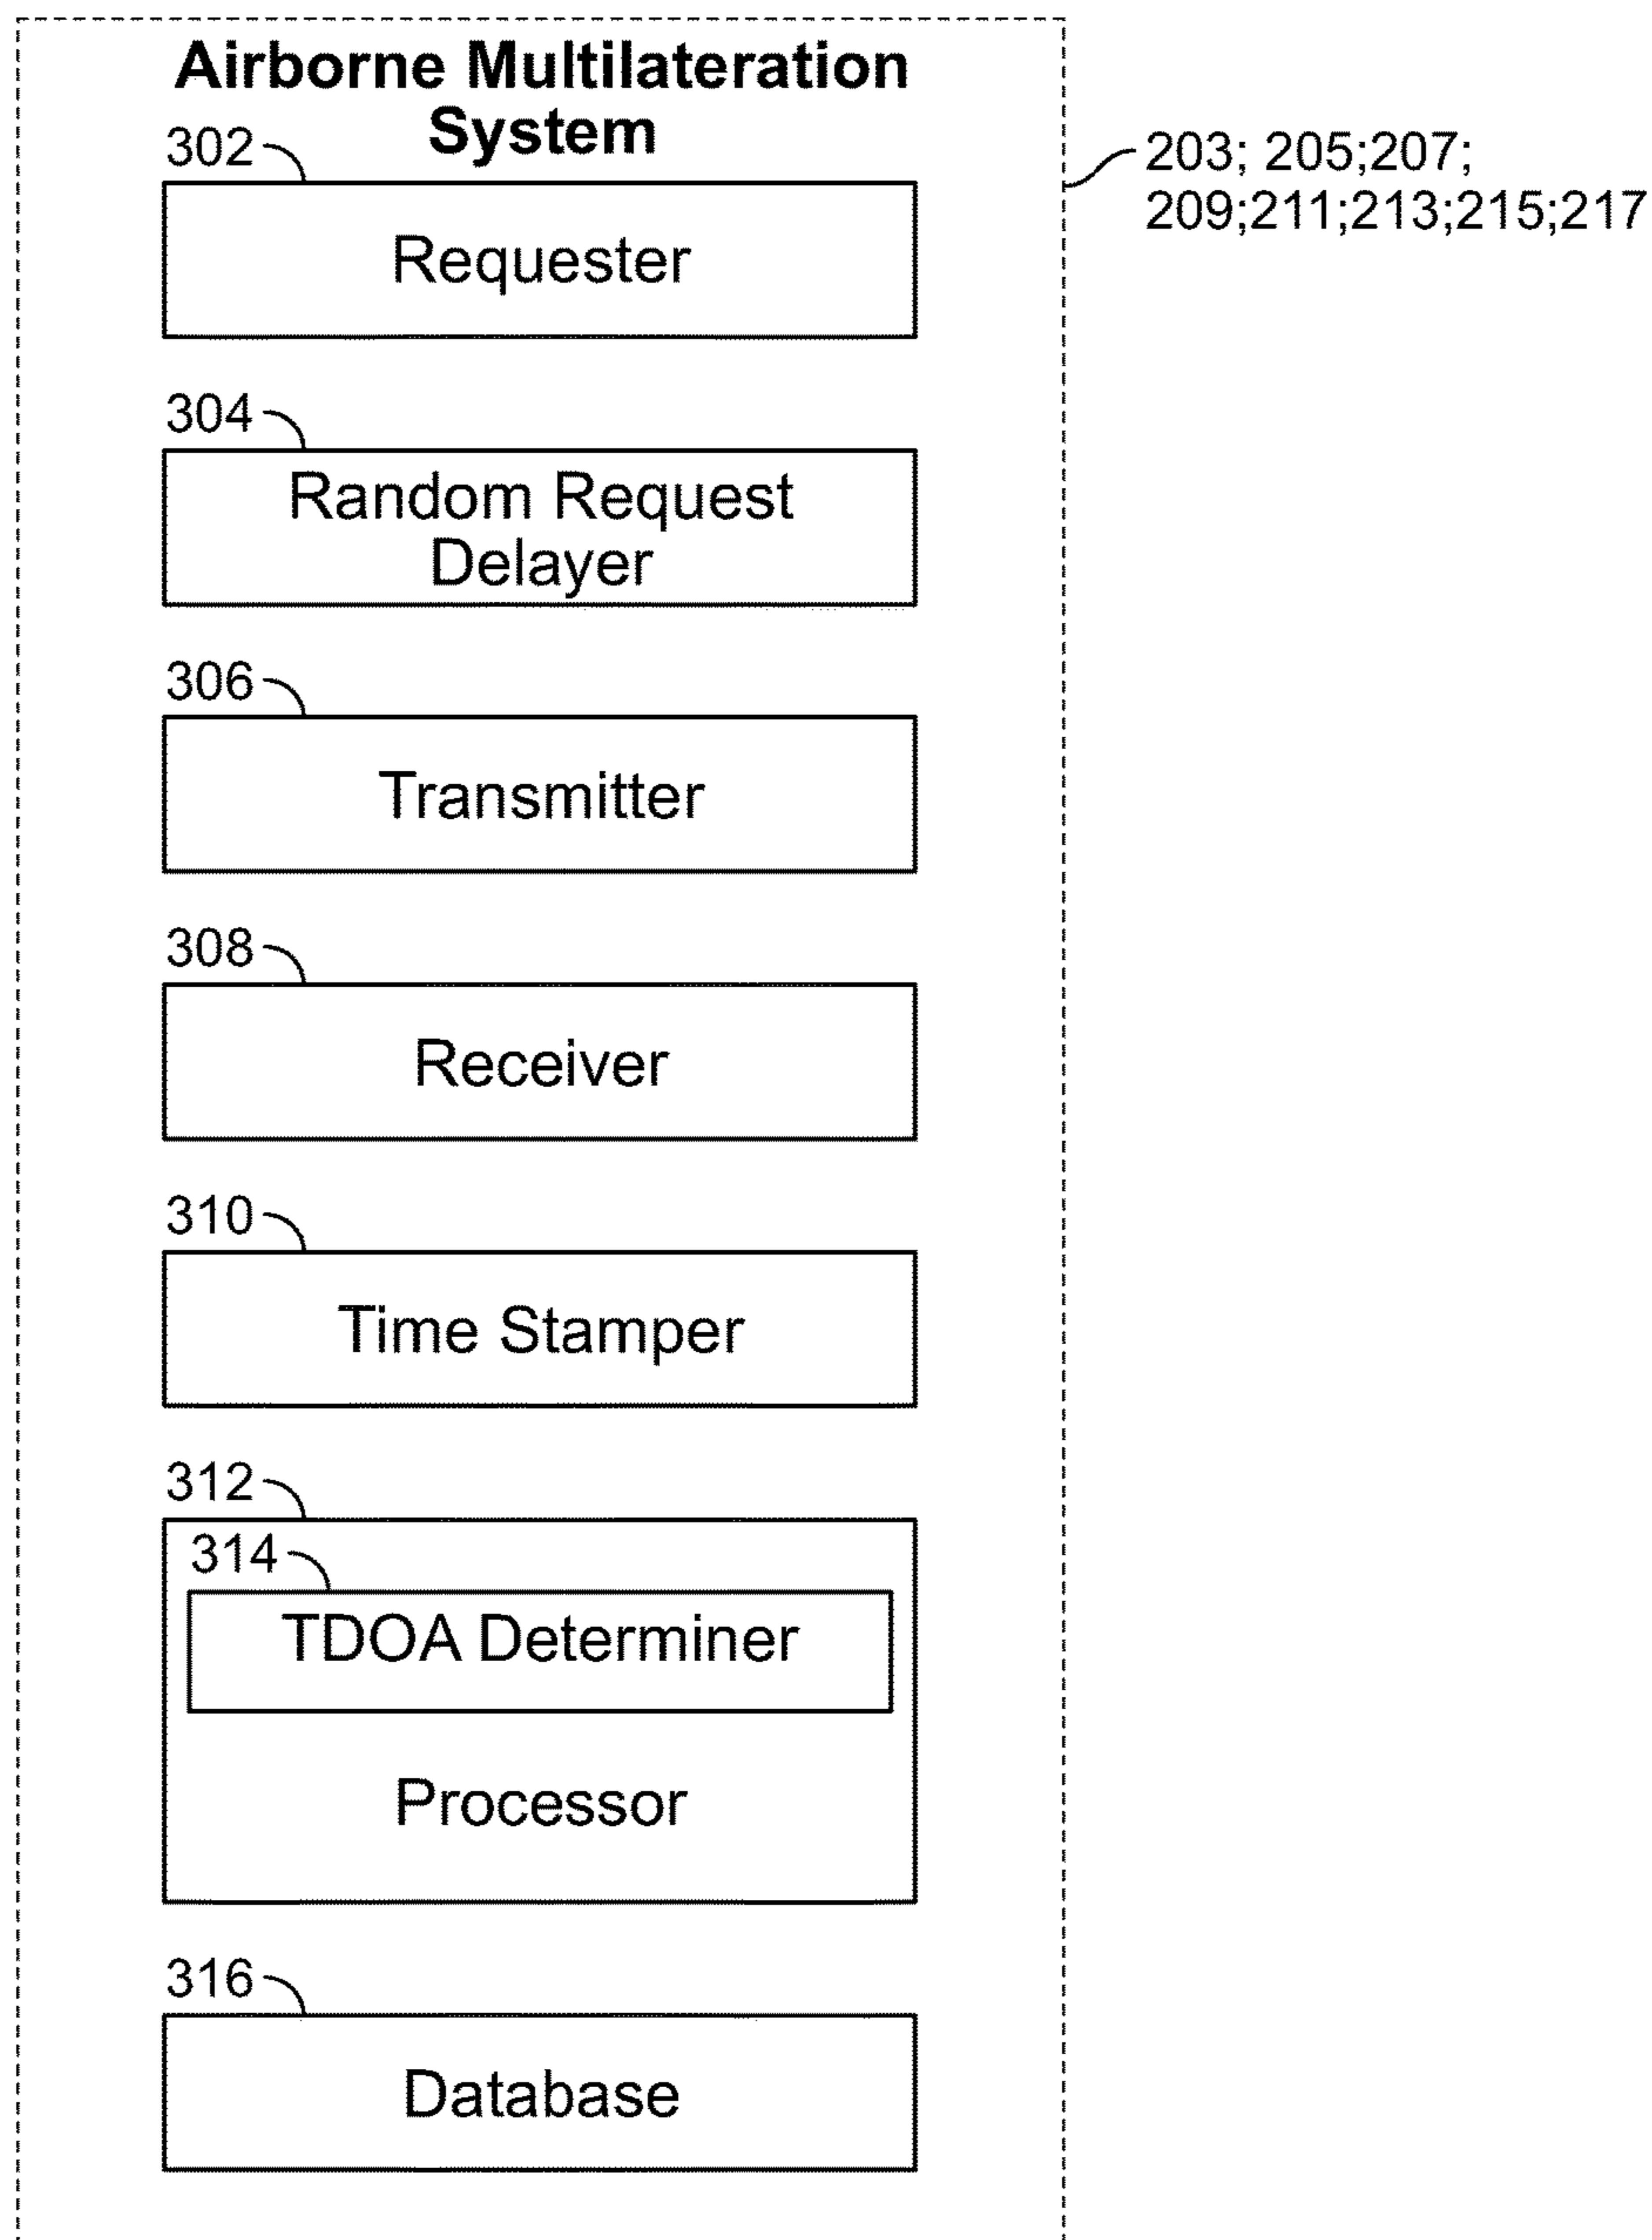 Airborne Multilateration
System
302
203; 205;207;
209;211;213;215;217
Requester
304
Random Request
Delayer
306
Transmitter
308
Receiver
310
Time Stamper
312
314
TDOA Determiner
Processor
316
Database